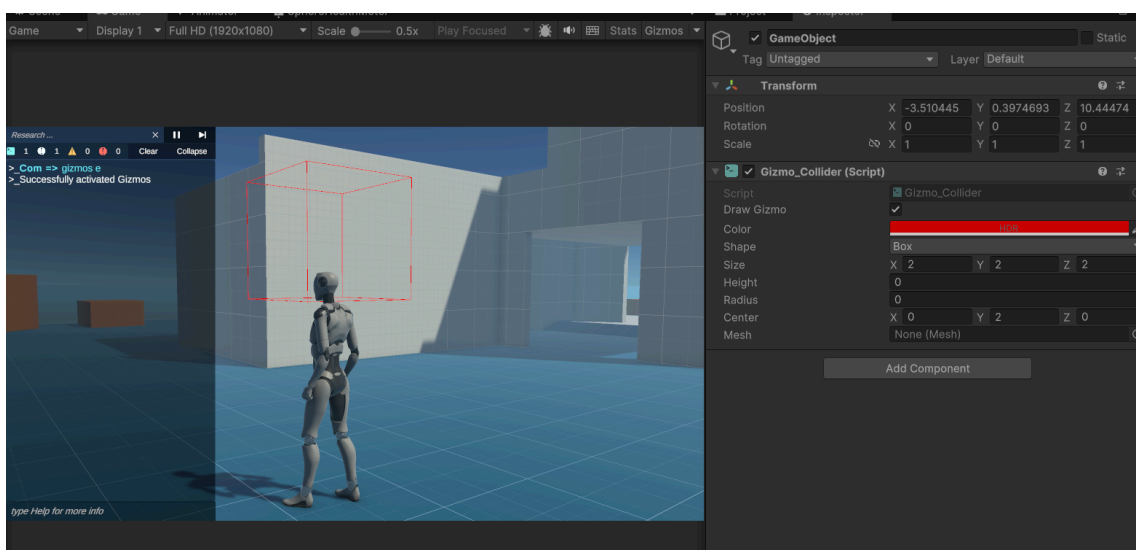 Game Display 1 Full HD (1920x1080) Scale 0.5x Play Focused Stats Gizmos
Research ...
1 1 0 0 Clear Collapse
>_Com => gizmos e
>_Successfully activated Gizmos
type Help for more info
GameObject Static
Tag Untagged Layer Default
Transform
Position X -3.510445 Y 0.3974693 Z 10.44474
Rotation X 0 Y 0 Z 0
Scale X 1 Y 1 Z 1
Gizmo_Collider (Script)
Script Gizmo_Collider
Draw Gizmo
Color HDR
Shape Box
Size X 2 Y 2 Z 2
Height 0
Radius 0
Center X 0 Y 2 Z 0
Mesh None (Mesh)
Add Component